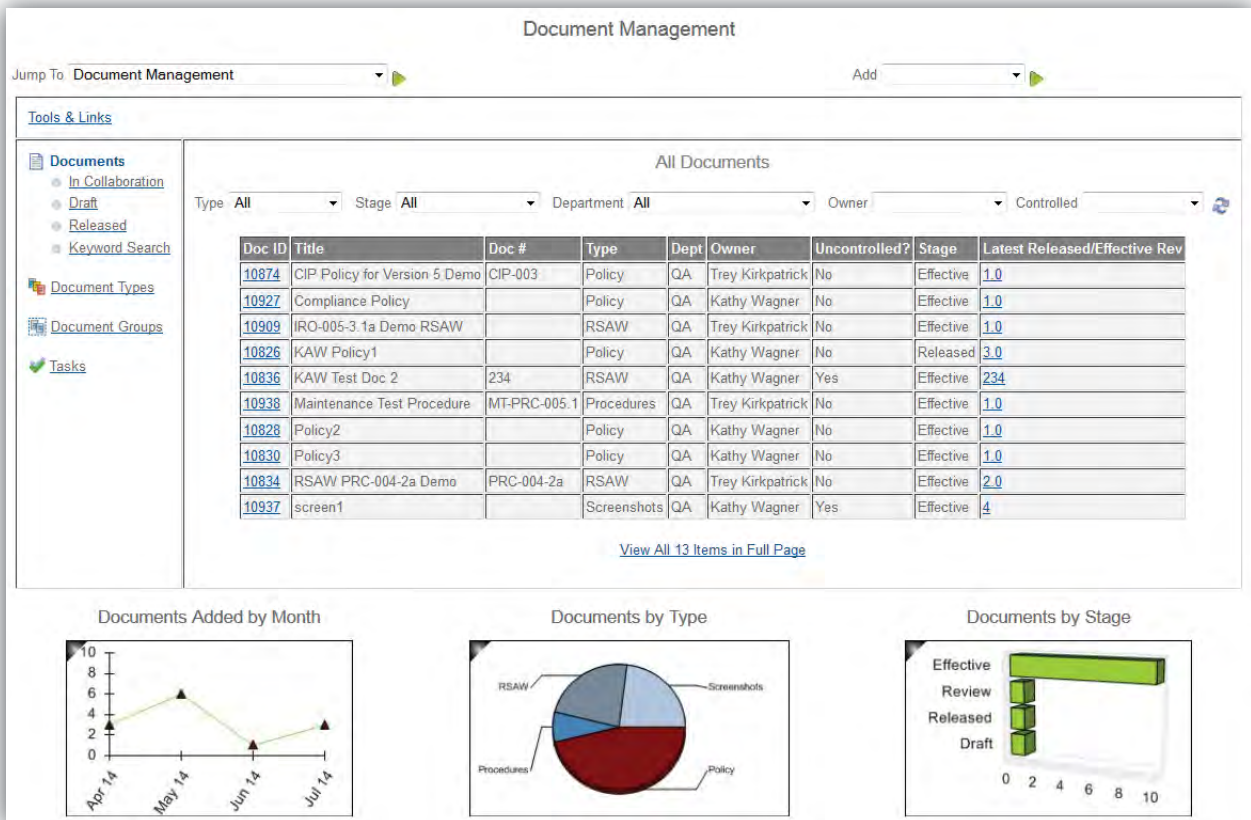 Document Management
Jump To Document Management Add
Tools & Links
Documents
In Collaboration
Draft
Released
Keyword Search
Document Types
Document Groups
Tasks
All Documents
Type All Stage All Department All Owner Controlled
Doc ID Title Doc # Type Dept Owner Uncontrolled? Stage Latest Released/Effective Rev
10874 CIP Policy for Version 5 Demo CIP-003 Policy QA Trey Kirkpatrick No Effective 1.0
10927 Compliance Policy Policy QA Kathy Wagner No Effective 1.0
10909 IRO-005-3.1a Demo RSAW RSAW QA Trey Kirkpatrick No Effective 1.0
10826 KAW Policy1 Policy QA Kathy Wagner No Released 3.0
10836 KAW Test Doc 2 234 RSAW QA Kathy Wagner Yes Effective 234
10938 Maintenance Test Procedure MT-PRC-005.1 Procedures QA Trey Kirkpatrick No Effective 1.0
10828 Policy2 Policy QA Kathy Wagner No Effective 1.0
10830 Policy3 Policy QA Kathy Wagner No Effective 1.0
10834 RSAW PRC-004-2a Demo PRC-004-2a RSAW QA Trey Kirkpatrick No Effective 2.0
10937 screen1 Screenshots QA Kathy Wagner Yes Effective 4
View All 13 Items in Full Page
Documents Added by Month
10
8
6
4
2
0
Apr 14 May 14 Jun 14 Jul 14
Documents by Type
RSAW Screenshots
Procedures Policy
Documents by Stage
Effective
Review
Released
Draft
0 2 4 6 8 10